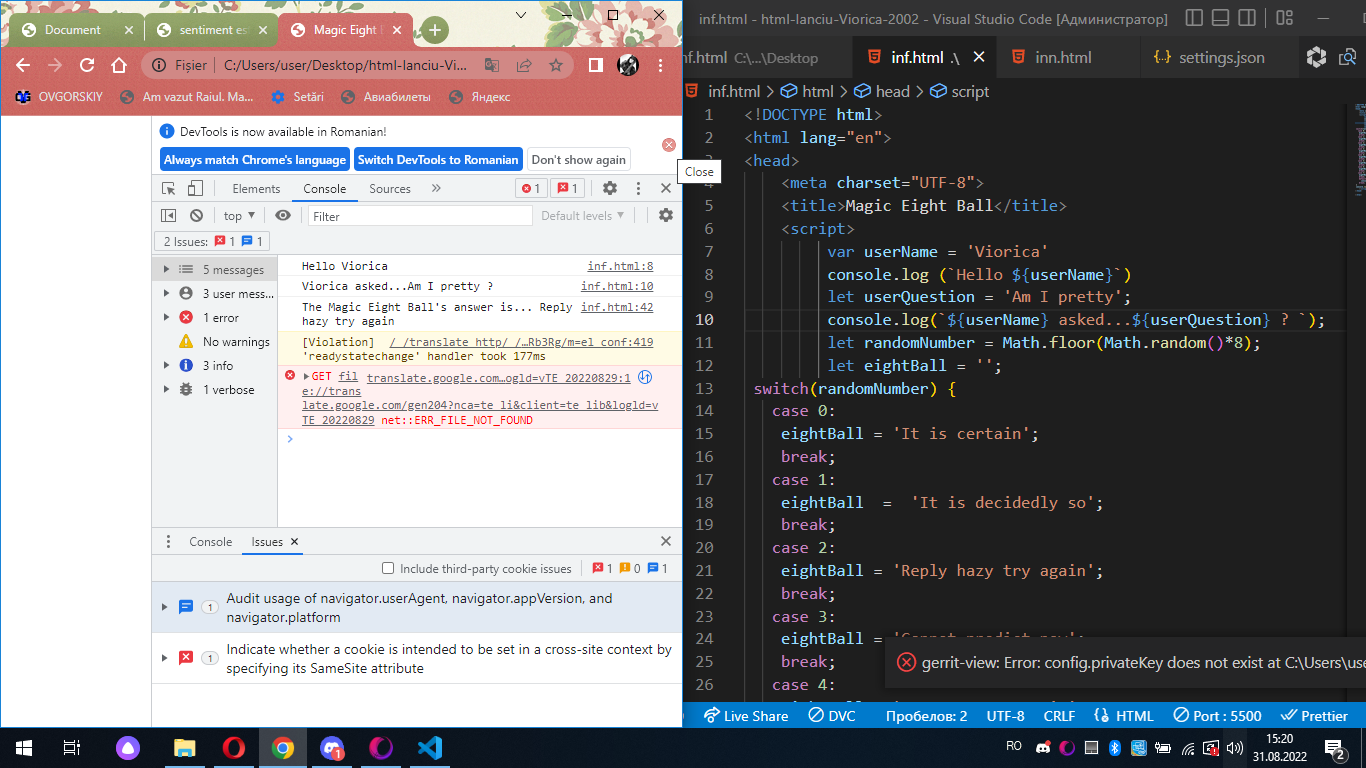 Document
sentiment es
Magic Eight
Fișier
C:/Users/user/Desktop/html-lanciu-Vi...
OVGORSKIY
Am vazut Raiul. Ma...
Setări
Авиабилеты
Яндекс
DevTools is now available in Romanian!
Always match Chrome's language
Switch DevTools to Romanian
Don't show again
Close
Elements
Console
Sources
1
1
top
Filter
Default levels
2 Issues: 1 1
5 messages
3 user mess...
1 error
No warnings
3 info
1 verbose
Hello Viorica inf.html:8
Viorica asked...Am I pretty ? inf.html:10
The Magic Eight Ball's answer is... Reply inf.html:42
hazy try again
[Violation] /_/translate_http/_/…Rb3Rg/m=el_conf:419
'readystatechange' handler took 177ms
GET fil translate.google.com…ogld=vTE_20220829:1
e://trans
late.google.com/gen204?nca=te_li&client=te_lib&logld=v
TE_20220829 net::ERR_FILE_NOT_FOUND
Console
Issues
Include third-party cookie issues 1 0 1
1 Audit usage of navigator.userAgent, navigator.appVersion, and
navigator.platform
1 Indicate whether a cookie is intended to be set in a cross-site context by
specifying its SameSite attribute
inf.html - html-lanciu-Viorica-2002 - Visual Studio Code [Администратор]
nf.html C:\...\Desktop
inf.html .\
inn.html
settings.json
inf.html > html > head > script
1 <!DOCTYPE html>
2 <html lang="en">
3 <head>
4 <meta charset="UTF-8">
5 <title>Magic Eight Ball</title>
6 <script>
7 var userName = 'Viorica'
8 console.log (`Hello ${userName}`)
9 let userQuestion = 'Am I pretty';
10 console.log(`${userName} asked...${userQuestion} ? `);
11 let randomNumber = Math.floor(Math.random()*8);
12 let eightBall = '';
13 switch(randomNumber) {
14 case 0:
15 eightBall = 'It is certain';
16 break;
17 case 1:
18 eightBall = 'It is decidedly so';
19 break;
20 case 2:
21 eightBall = 'Reply hazy try again';
22 break;
23 case 3:
24 eightBall = 'Cannot predict now';
25 break;
26 case 4:
gerrit-view: Error: config.privateKey does not exist at C:\Users\use
Live Share
DVC
Пробелов: 2
UTF-8
CRLF
HTML
Port : 5500
Prettier
1
RO
15:20
31.08.2022
2